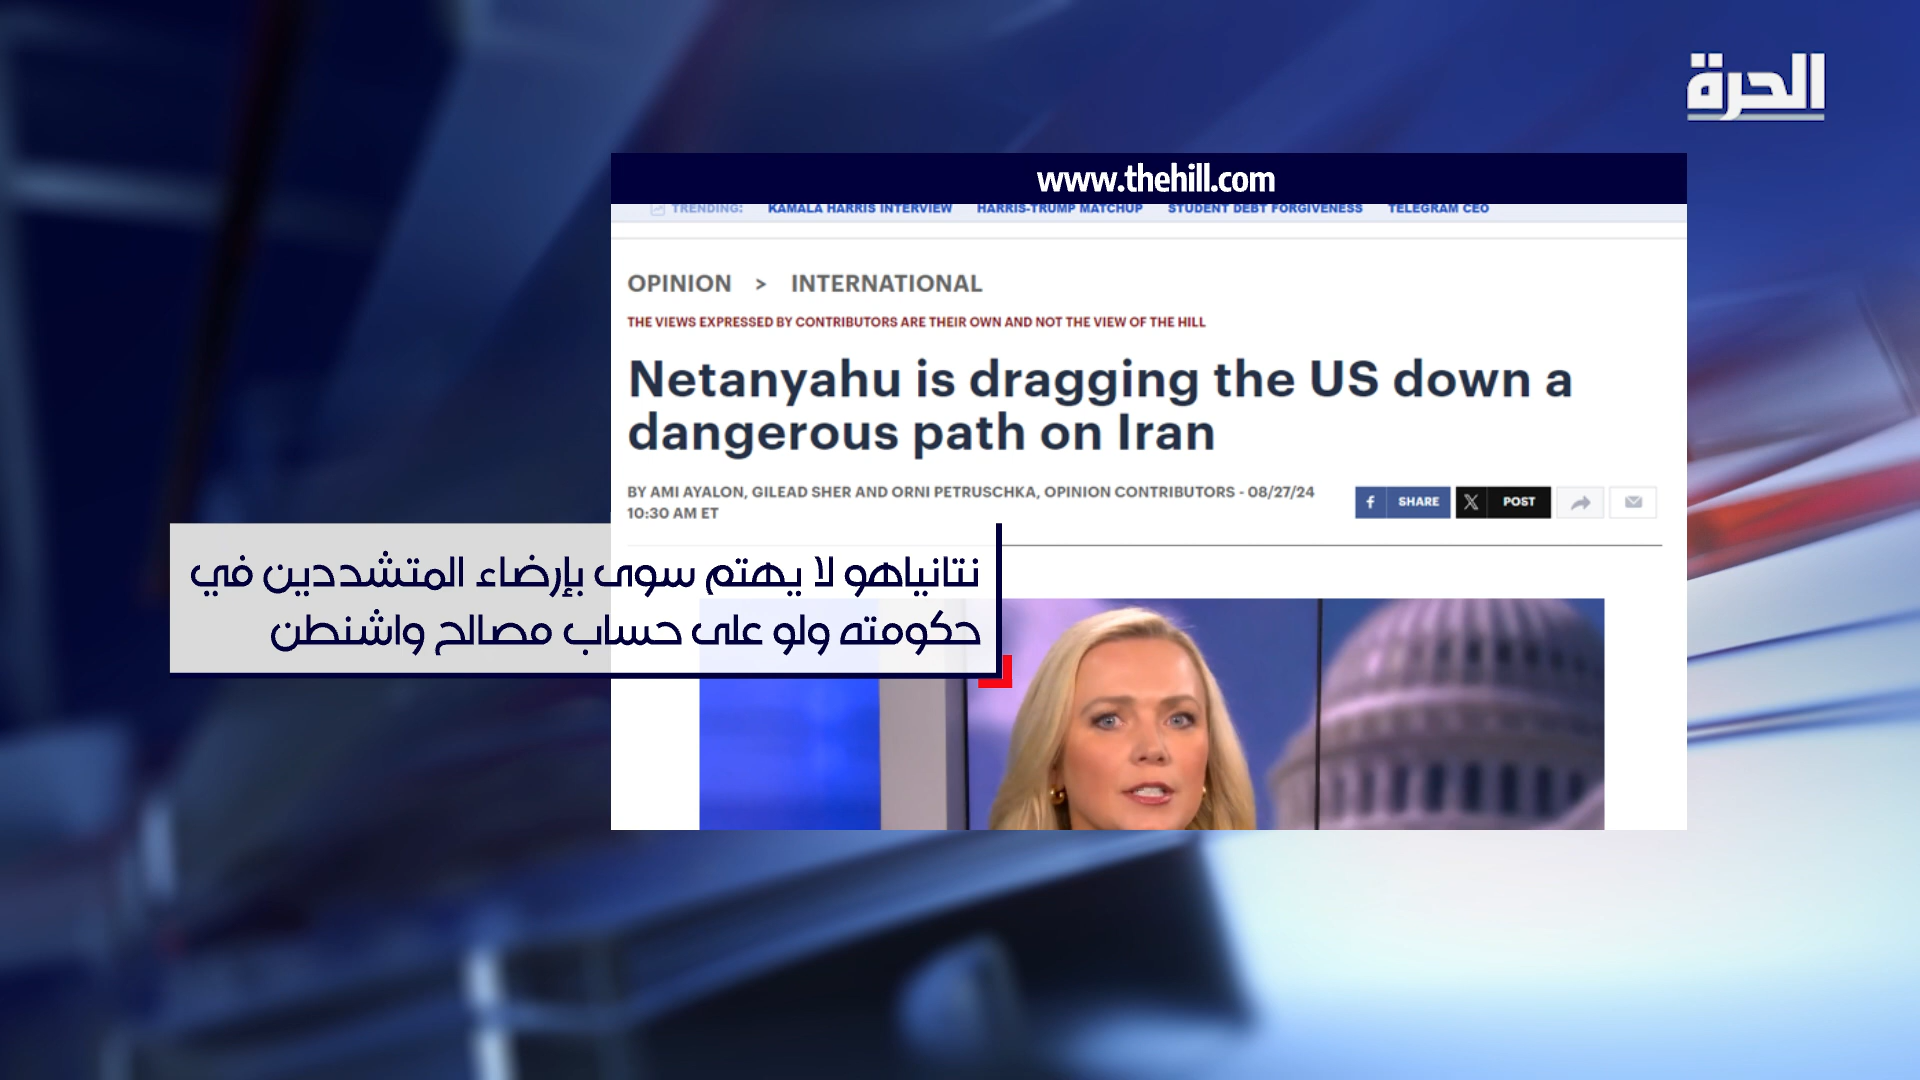 الحرة
www.thehill.com
TRENDING: KAMALA HARRIS INTERVIEW HARRIS-TRUMP MATCHUP STUDENT DEBT FORGIVENESS TELEGRAM CEO
OPINION > INTERNATIONAL
THE VIEWS EXPRESSED BY CONTRIBUTORS ARE THEIR OWN AND NOT THE VIEW OF THE HILL
Netanyahu is dragging the US down a
dangerous path on Iran
BY AMI AYALON, GILEAD SHER AND ORNI PETRUSCHKA, OPINION CONTRIBUTORS - 08/27/24
10:30 AM ET
SHARE
POST
نتانياهو لا يهتم سوى بإرضاء المتشددين في
حكومته ولو على حساب مصالح واشنطن